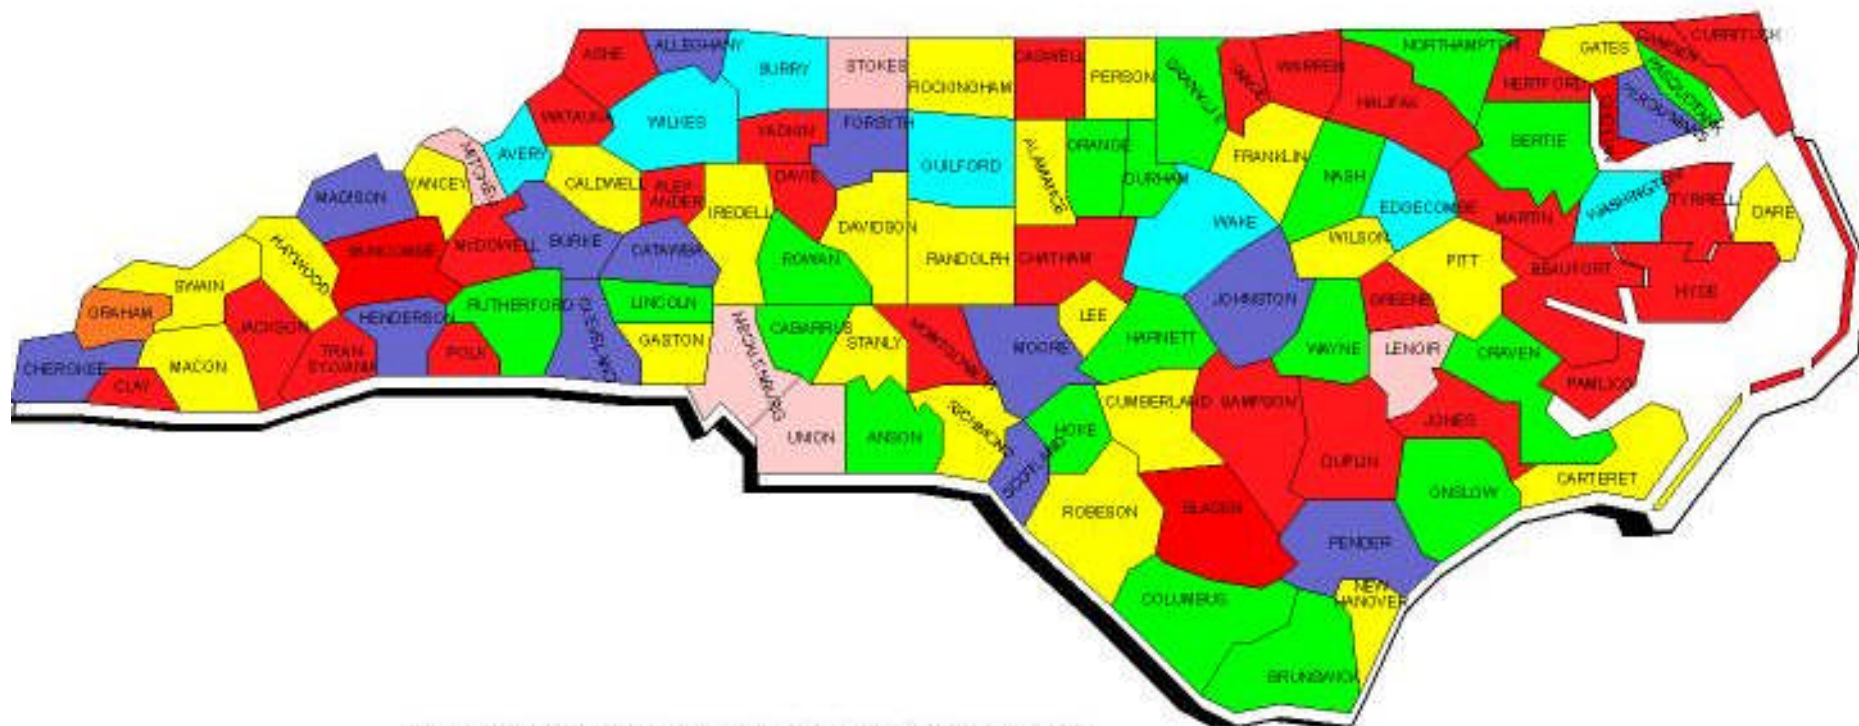 ASHE
ALLEGHANY
SURRY
STOKES
ROCKINGHAM
CASWELL
PERSON
GRANVILLE
VANCE
WARREN
NORTHAMPTON
HALIFAX
HERTFORD
GATES
CAMDEN
CURRITUCK
PASQUOTANK
PERQUIMANS
CHOWAN
WATAUGA
WILKES
YADKIN
FORSYTH
GUILFORD
ALAMANCE
ORANGE
DURHAM
FRANKLIN
NASH
EDGECOMBE
BERTIE
MARTIN
WASHINGTON
TYRRELL
DARE
MITCHELL
AVERY
CALDWELL
ALEX-
ANDER
IREDELL
DAVIE
DAVIDSON
RANDOLPH
CHATHAM
WAKE
WILSON
PITT
BEAUFORT
HYDE
MADISON
YANCEY
HAYWOOD
BUNCOMBE
McDOWELL
BURKE
CATAWBA
ROWAN
SWAIN
GRAHAM
JACKSON
HENDERSON
RUTHERFORD
CLEVELAND
LINCOLN
GASTON
MECKLENBURG
CABARRUS
STANLY
MONTGOMERY
MOORE
LEE
HARNETT
JOHNSTON
WAYNE
GREENE
LENOIR
CRAVEN
PAMLICO
CHEROKEE
CLAY
MACON
TRAN-
SYLVANIA
POLK
UNION
ANSON
RICHMOND
SCOTLAND
HOKE
CUMBERLAND
SAMPSON
DUPLIN
JONES
ONSLOW
CARTERET
ROBESON
BLADEN
PENDER
NEW
HANOVER
COLUMBUS
BRUNSWICK